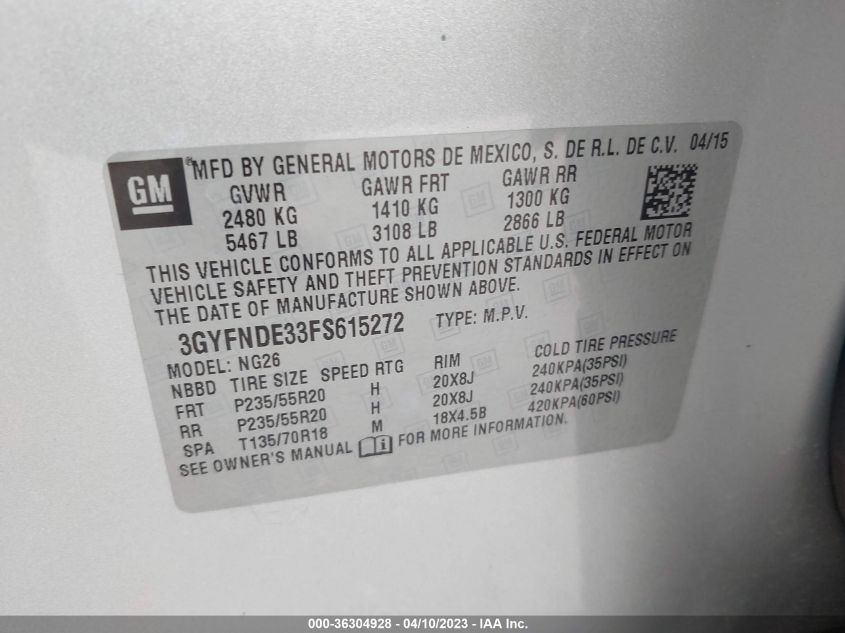 GM
®MFD BY GENERAL MOTORS DE MEXICO, S. DE R.L. DE C.V. 04/15
GVWR GAWR FRT GAWR RR
2480 KG 1410 KG 1300 KG
5467 LB 3108 LB 2866 LB
THIS VEHICLE CONFORMS TO ALL APPLICABLE U.S. FEDERAL MOTOR
VEHICLE SAFETY AND THEFT PREVENTION STANDARDS IN EFFECT ON
THE DATE OF MANUFACTURE SHOWN ABOVE.
3GYFNDE33FS615272 TYPE: M.P.V.
MODEL: NG26
NBBD TIRE SIZE SPEED RTG RIM COLD TIRE PRESSURE
FRT P235/55R20 H 20X8J 240KPA(35PSI)
RR P235/55R20 H 20X8J 240KPA(35PSI)
SPA T135/70R18 M 18X4.5B 420KPA(60PSI)
SEE OWNER'S MANUAL i FOR MORE INFORMATION.
000-36304928 - 04/10/2023 - IAA Inc.